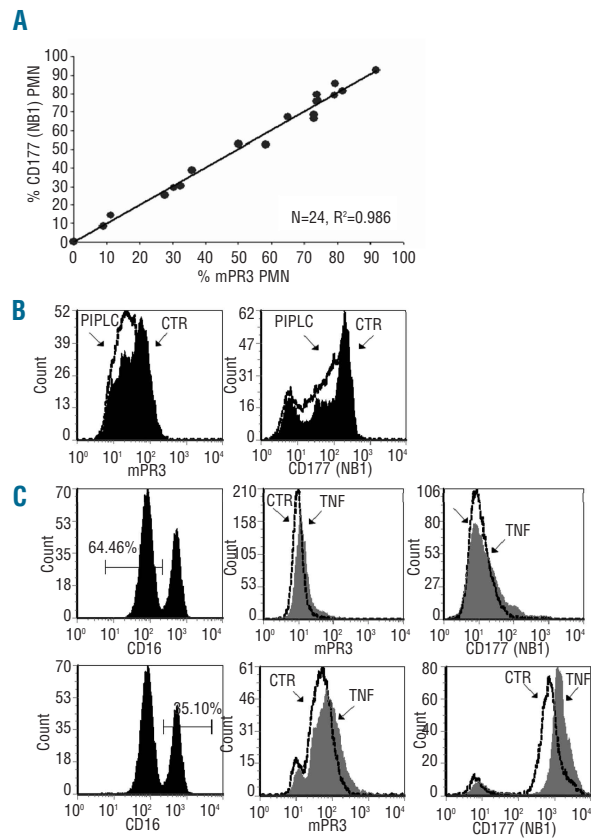 A
% CD177 (NB1) PMN
100
90
80
70
60
50
40
30
20
10
0
0 10 20 30 40 50 60 70 80 90 100
N=24, R²=0.986
% mPR3 PMN
B
Count
52
39
26
13
0
PIPLC
CTR
10⁰ 10¹ 10² 10³ 10⁴
mPR3
Count
62
47
31
16
0
PIPLC
CTR
10⁰ 10¹ 10² 10³ 10⁴
CD177 (NB1)
C
Count
70
53
35
18
0
64.46%
10⁰ 10¹ 10² 10³ 10⁴
CD16
Count
210
158
05
53
0
CTR
TNF
10⁰ 10¹ 10² 10³ 10⁴
mPR3
Count
106
80
53
27
0
TNF
10⁰ 10¹ 10² 10³ 10⁴
CD177 (NB1)
Count
70
53
35
18
0
35.10%
10⁰ 10¹ 10² 10³ 10⁴
CD16
Count
61
46
31
15
0
CTR
TNF
10⁰ 10¹ 10² 10³ 10⁴
mPR3
Count
80
60
40
20
0
CTR
TNF
10⁰ 10¹ 10² 10³ 10⁴
CD177 (NB1)